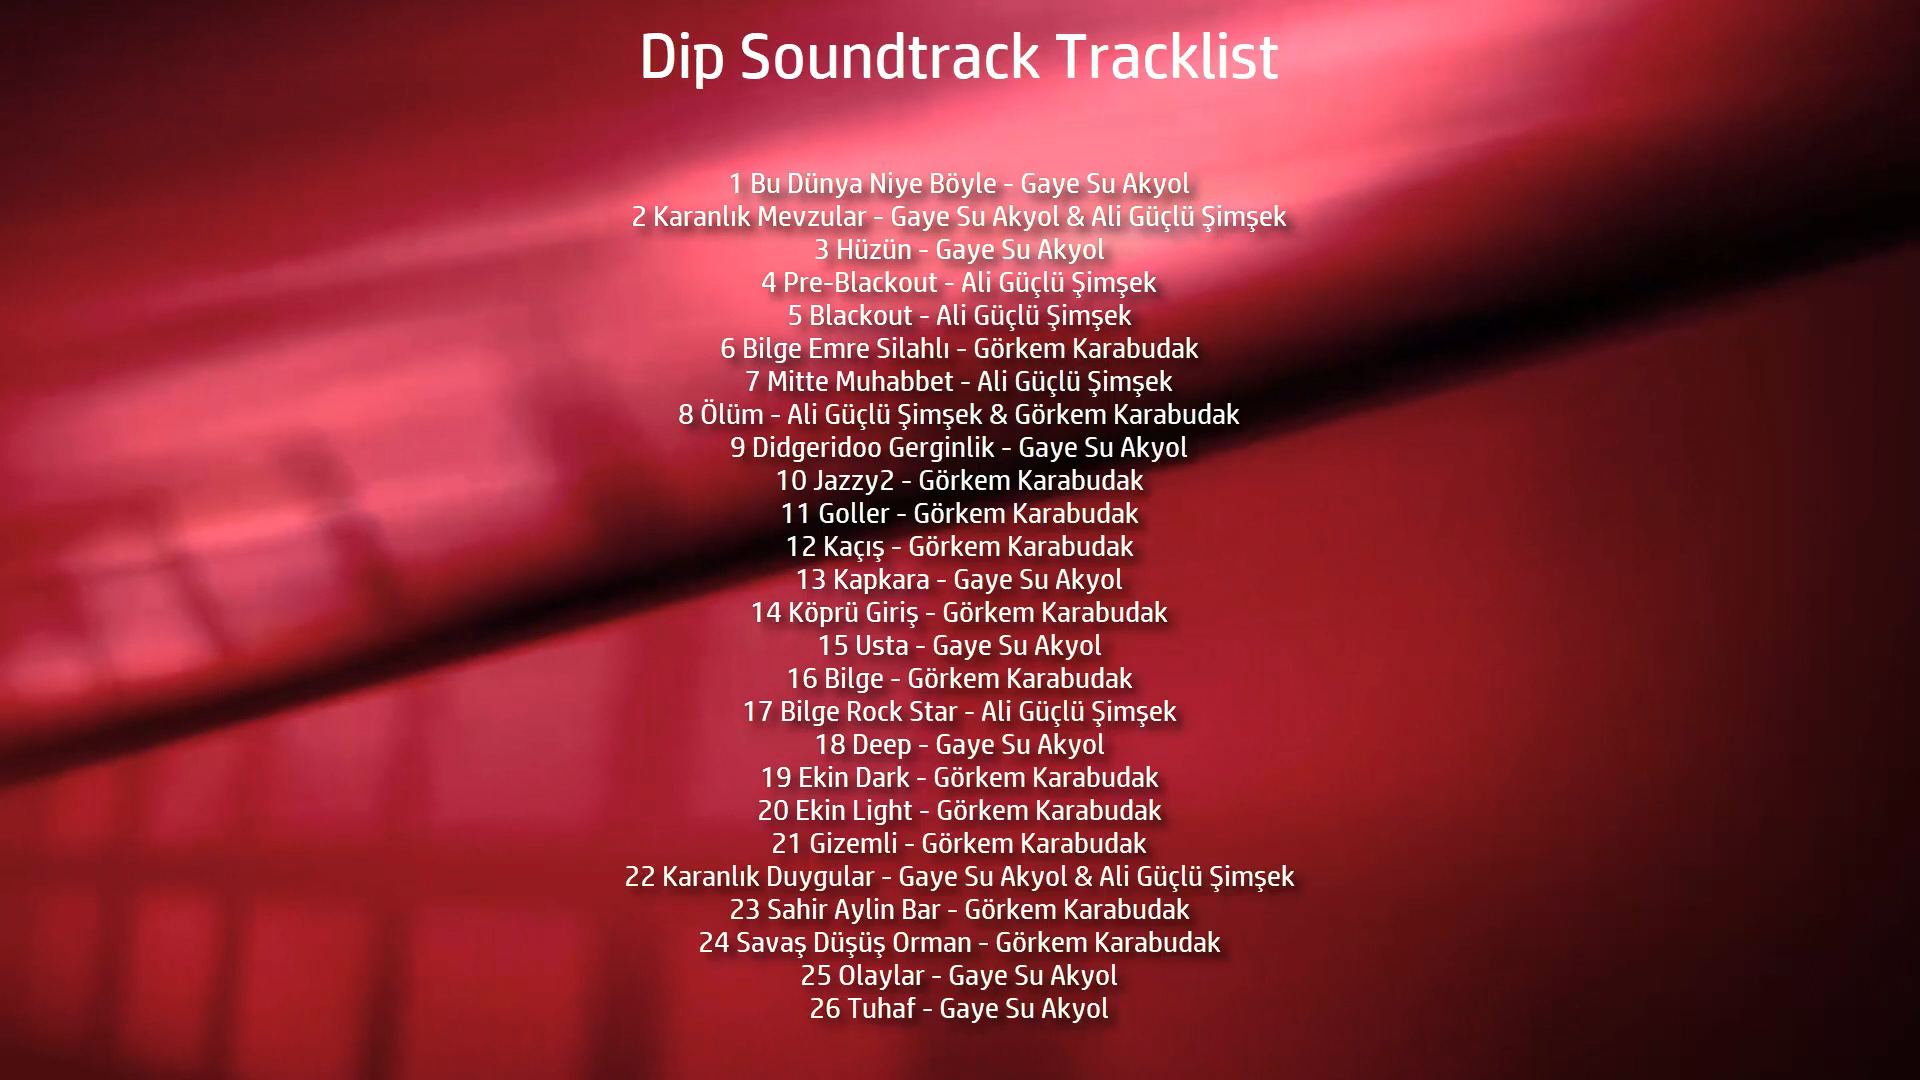 Dip Soundtrack Tracklist
1 Bu Dünya Niye Böyle - Gaye Su Akyol
2 Karanlık Mevzular - Gaye Su Akyol & Ali Güçlü Şimşek
3 Hüzün - Gaye Su Akyol
4 Pre-Blackout - Ali Güçlü Şimşek
5 Blackout - Ali Güçlü Şimşek
6 Bilge Emre Silahlı - Görkem Karabudak
7 Mitte Muhabbet - Ali Güçlü Şimşek
8 Ölüm - Ali Güçlü Şimşek & Görkem Karabudak
9 Didgeridoo Gerginlik - Gaye Su Akyol
10 Jazzy2 - Görkem Karabudak
11 Goller - Görkem Karabudak
12 Kaçış - Görkem Karabudak
13 Kapkara - Gaye Su Akyol
14 Köprü Giriş - Görkem Karabudak
15 Usta - Gaye Su Akyol
16 Bilge - Görkem Karabudak
17 Bilge Rock Star - Ali Güçlü Şimşek
18 Deep - Gaye Su Akyol
19 Ekin Dark - Görkem Karabudak
20 Ekin Light - Görkem Karabudak
21 Gizemli - Görkem Karabudak
22 Karanlık Duygular - Gaye Su Akyol & Ali Güçlü Şimşek
23 Sahir Aylin Bar - Görkem Karabudak
24 Savaş Düşüş Orman - Görkem Karabudak
25 Olaylar - Gaye Su Akyol
26 Tuhaf - Gaye Su Akyol